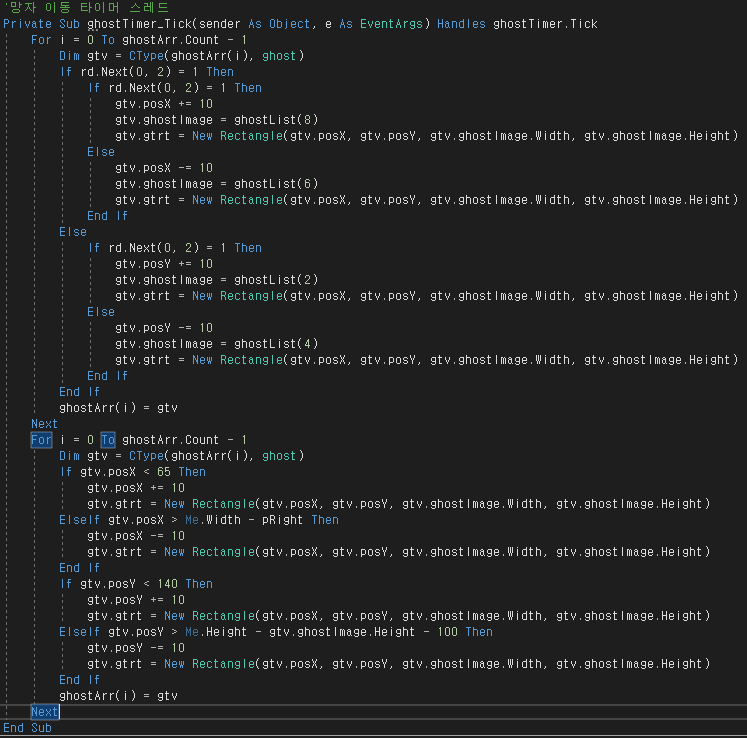 '망자 이동 타이머 스레드
Private Sub ghostTimer_Tick(sender As Object, e As EventArgs) Handles ghostTimer.Tick
    For i = 0 To ghostArr.Count - 1
        Dim gtv = CType(ghostArr(i), ghost)
        If rd.Next(0, 2) = 1 Then
            If rd.Next(0, 2) = 1 Then
                gtv.posX += 10
                gtv.ghostImage = ghostList(8)
                gtv.gtrt = New Rectangle(gtv.posX, gtv.posY, gtv.ghostImage.Width, gtv.ghostImage.Height)
            Else
                gtv.posX -= 10
                gtv.ghostImage = ghostList(6)
                gtv.gtrt = New Rectangle(gtv.posX, gtv.posY, gtv.ghostImage.Width, gtv.ghostImage.Height)
            End If
        Else
            If rd.Next(0, 2) = 1 Then
                gtv.posY += 10
                gtv.ghostImage = ghostList(2)
                gtv.gtrt = New Rectangle(gtv.posX, gtv.posY, gtv.ghostImage.Width, gtv.ghostImage.Height)
            Else
                gtv.posY -= 10
                gtv.ghostImage = ghostList(4)
                gtv.gtrt = New Rectangle(gtv.posX, gtv.posY, gtv.ghostImage.Width, gtv.ghostImage.Height)
            End If
        End If
        ghostArr(i) = gtv
    Next
    For i = 0 To ghostArr.Count - 1
        Dim gtv = CType(ghostArr(i), ghost)
        If gtv.posX < 65 Then
            gtv.posX += 10
            gtv.gtrt = New Rectangle(gtv.posX, gtv.posY, gtv.ghostImage.Width, gtv.ghostImage.Height)
        ElseIf gtv.posX > Me.Width - pRight Then
            gtv.posX -= 10
            gtv.gtrt = New Rectangle(gtv.posX, gtv.posY, gtv.ghostImage.Width, gtv.ghostImage.Height)
        End If
        If gtv.posY < 140 Then
            gtv.posY += 10
            gtv.gtrt = New Rectangle(gtv.posX, gtv.posY, gtv.ghostImage.Width, gtv.ghostImage.Height)
        ElseIf gtv.posY > Me.Height - gtv.ghostImage.Height - 100 Then
            gtv.posY -= 10
            gtv.gtrt = New Rectangle(gtv.posX, gtv.posY, gtv.ghostImage.Width, gtv.ghostImage.Height)
        End If
        ghostArr(i) = gtv
    Next
End Sub